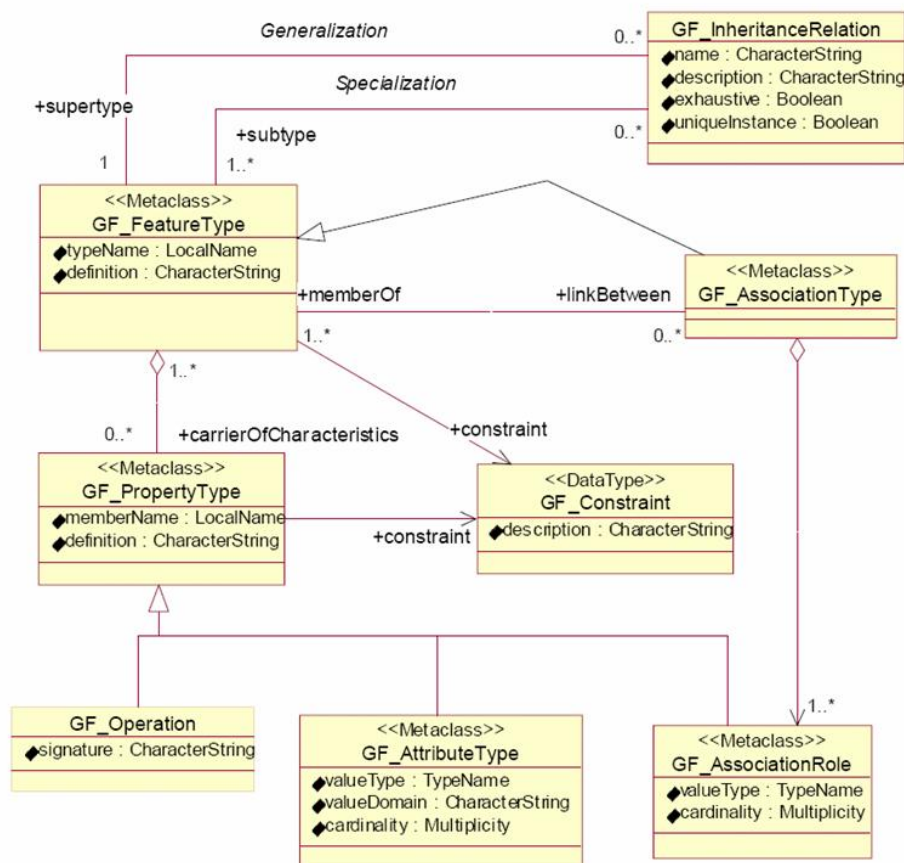 Generalization
0..*
GF_InheritanceRelation
name : CharacterString
description : CharacterString
exhaustive : Boolean
uniqueInstance : Boolean
Specialization
+supertype
+subtype
0..*
1
1..*
<<Metaclass>>
GF_FeatureType
typeName : LocalName
definition : CharacterString
<<Metaclass>>
GF_AssociationType
+memberOf
+linkBetween
1..*
0..*
1..*
0..*
+carrierOfCharacteristics
+constraint
<<Metaclass>>
GF_PropertyType
memberName : LocalName
definition : CharacterString
<<DataType>>
GF_Constraint
description : CharacterString
+constraint
1..*
GF_Operation
signature : CharacterString
<<Metaclass>>
GF_AttributeType
valueType : TypeName
valueDomain : CharacterString
cardinality : Multiplicity
<<Metaclass>>
GF_AssociationRole
valueType : TypeName
cardinality : Multiplicity